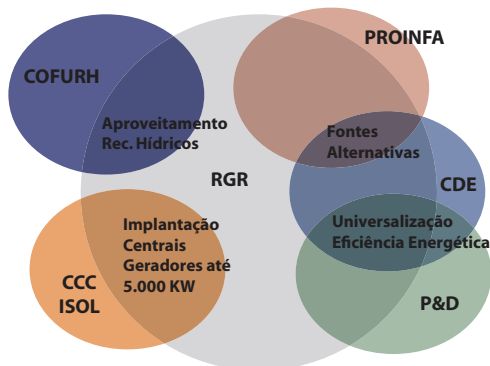 PROINFA
COFURH
Aproveitamento
Rec. Hídricos
Fontes
Alternativas
RGR
CDE
Implantação
Centrais
Geradores até
5.000 KW
Universalização
Eficiência Energética
CCC
ISOL
P&D